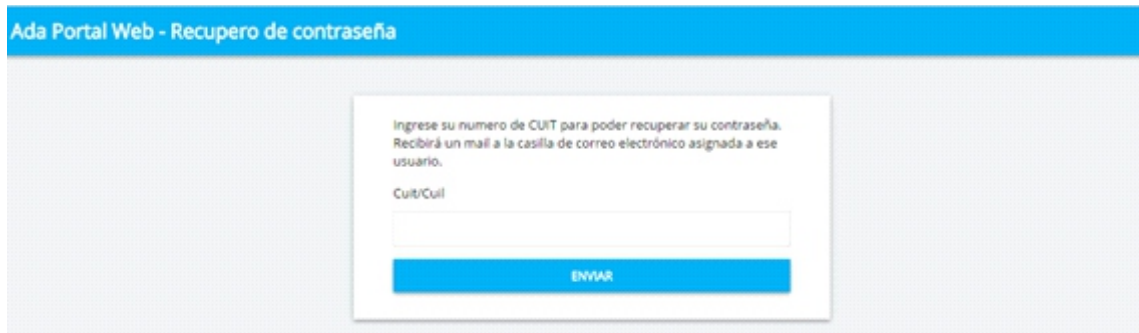 Ada Portal Web - Recupero de contraseña
Ingrese su numero de CUIT para poder recuperar su contraseña.
Recibirá un mail a la casilla de correo electrónico asignada a ese
usuario.
Cuit/Cuil
ENVIAR